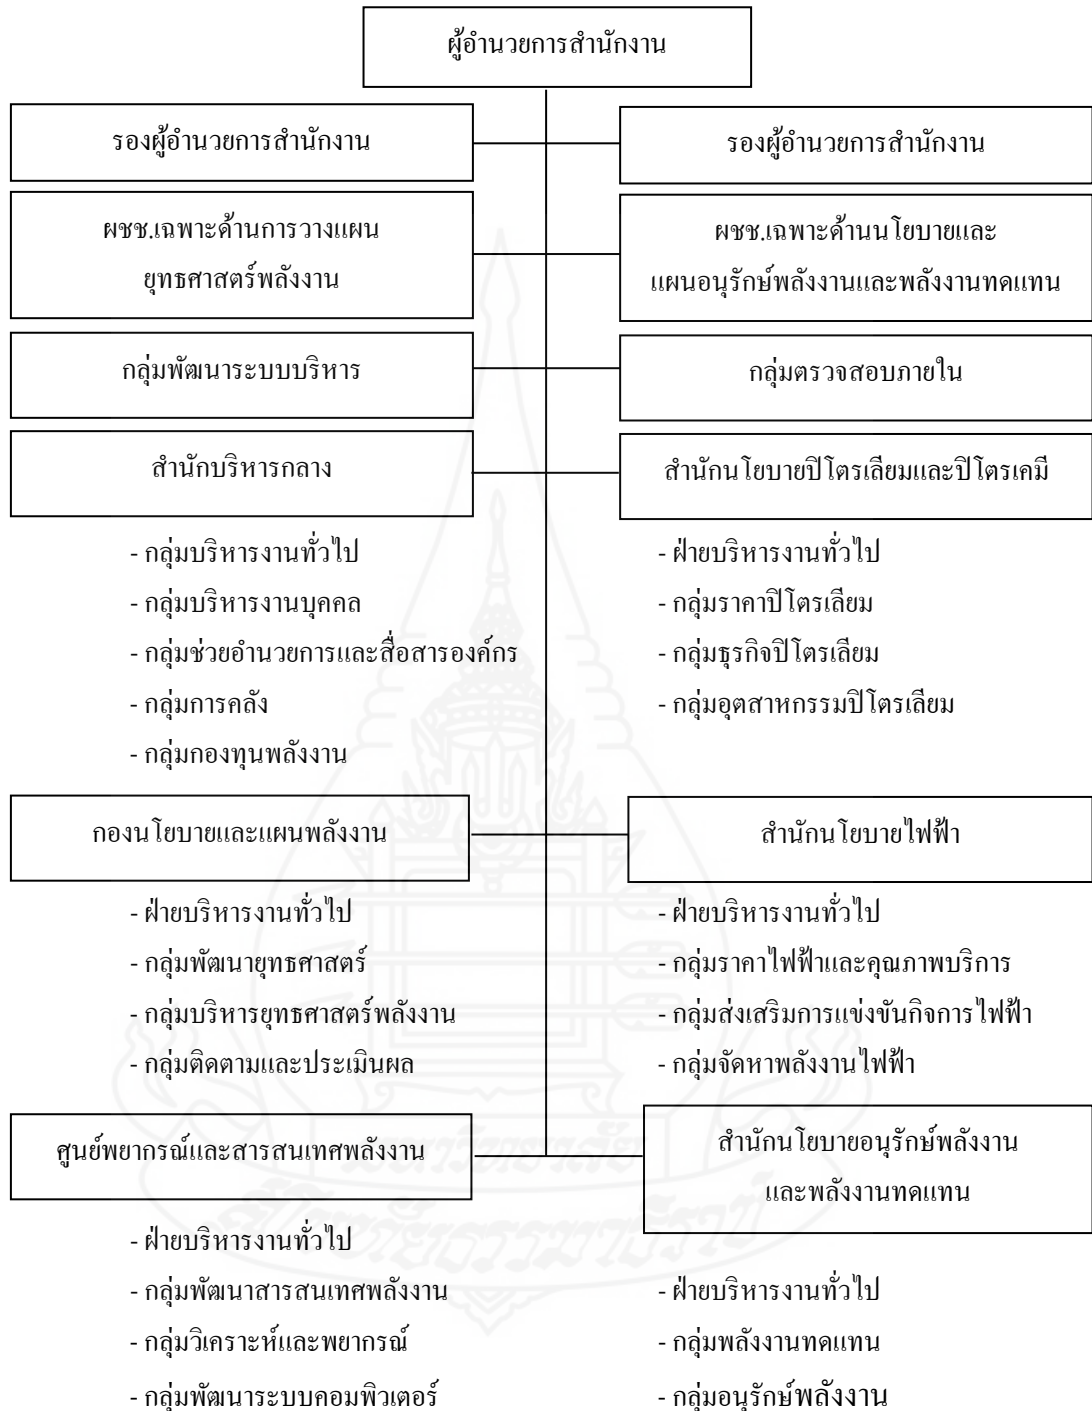 ผู้อำนวยการสำนักงาน
รองผู้อำนวยการสำนักงาน
รองผู้อำนวยการสำนักงาน
ผชช.เฉพาะด้านการวางแผน
ยุทธศาสตร์พลังงาน
ผชช.เฉพาะด้านนโยบายและ
แผนอนุรักษ์พลังงานและพลังงานทดแทน
กลุ่มพัฒนาระบบบริหาร
กลุ่มตรวจสอบภายใน
สำนักบริหารกลาง
- กลุ่มบริหารงานทั่วไป
- กลุ่มบริหารงานบุคคล
- กลุ่มช่วยอำนวยการและสื่อสารองค์กร
- กลุ่มการคลัง
- กลุ่มกองทุนพลังงาน
สำนักนโยบายปิโตรเลียมและปิโตรเคมี
- ฝ่ายบริหารงานทั่วไป
- กลุ่มราคาปิโตรเลียม
- กลุ่มธุรกิจปิโตรเลียม
- กลุ่มอุตสาหกรรมปิโตรเลียม
กองนโยบายและแผนพลังงาน
- ฝ่ายบริหารงานทั่วไป
- กลุ่มพัฒนายุทธศาสตร์
- กลุ่มบริหารยุทธศาสตร์พลังงาน
- กลุ่มติดตามและประเมินผล
สำนักนโยบายไฟฟ้า
- ฝ่ายบริหารงานทั่วไป
- กลุ่มราคาไฟฟ้าและคุณภาพบริการ
- กลุ่มส่งเสริมการแข่งขันกิจการไฟฟ้า
- กลุ่มจัดหาพลังงานไฟฟ้า
ศูนย์พยากรณ์และสารสนเทศพลังงาน
- ฝ่ายบริหารงานทั่วไป
- กลุ่มพัฒนาสารสนเทศพลังงาน
- กลุ่มวิเคราะห์และพยากรณ์
- กลุ่มพัฒนาระบบคอมพิวเตอร์
สำนักนโยบายอนุรักษ์พลังงาน
และพลังงานทดแทน
- ฝ่ายบริหารงานทั่วไป
- กลุ่มพลังงานทดแทน
- กลุ่มอนุรักษ์พลังงาน
มหาวิทยาลัย
สุโขทัยธรรมาธิราช